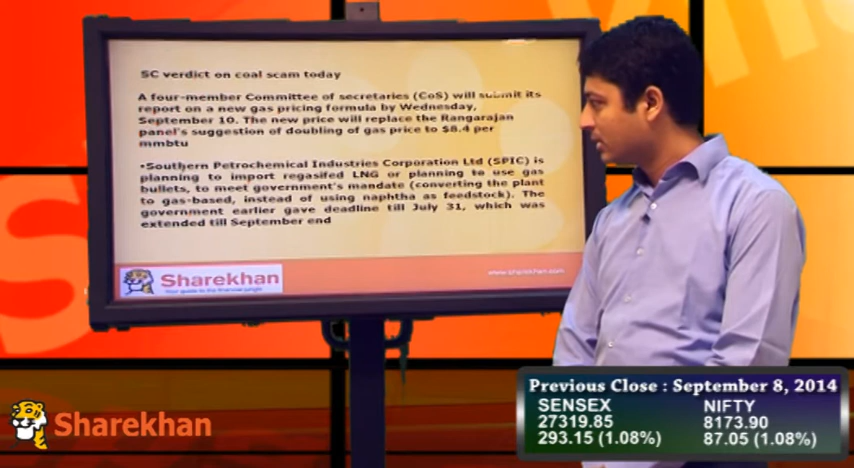 SC verdict on coal scam today
A four-member Committee of secretaries (CoS) will submit its
report on a new gas pricing formula by Wednesday,
September 10. The new price will replace the Rangarajan
panel's suggestion of doubling of gas price to $8.4 per
mmbtu
•Southern Petrochemical Industries Corporation Ltd (SPIC) is
planning to import regasifed LNG or planning to use gas
bullets, to meet government's mandate (converting the plant
to gas-based, instead of using naphtha as feedstock). The
government earlier gave deadline till July 31, which was
extended till September end
Sharekhan
Your guide to the financial jungle
www.sharekhan.com
Sharekhan
Previous Close : September 8, 2014
SENSEX NIFTY
27319.85 8173.90
293.15 (1.08%) 87.05 (1.08%)